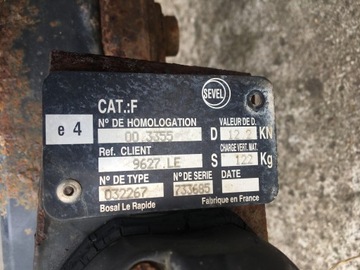 CAT.:F
SEVEL
e 4
N° DE HOMOLOGATION
VALEUR DE D.
00 3355
D 12.2 KN
Ref. CLIENT
CHARGE VERT. MAT.
9627.LE
S 122 Kg
N° DE TYPE
N° DE SERIE
DATE
032267
733685
Bosal Le Rapide
Fabrique en France